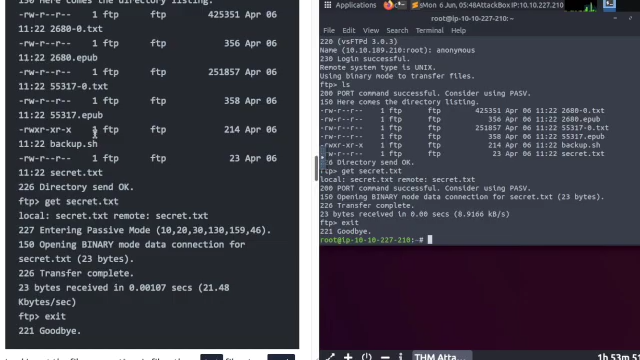 150 Here comes the directory listing.
-rw-r--r-- 1 ftp ftp 425351 Apr 06
11:22 2680-0.txt
-rw-r--r-- 1 ftp ftp 356 Apr 06
11:22 2680.epub
-rw-r--r-- 1 ftp ftp 251857 Apr 06
11:22 55317-0.txt
-rw-r--r-- 1 ftp ftp 358 Apr 06
11:22 55317.epub
-rwxr-xr-x ftp ftp 214 Apr 06
11:22 backup.sh
-rw-r--r-- 1 ftp ftp 23 Apr 06
11:22 secret.txt
226 Directory send OK.
ftp> get secret.txt
local: secret.txt remote: secret.txt
227 Entering Passive Mode (10,20,30,130,159,46).
150 Opening BINARY mode data connection for
secret.txt (23 bytes).
226 Transfer complete.
23 bytes received in 0.00107 secs (21.48
Kbytes/sec)
ftp> exit
221 Goodbye.
Applications
Mon 6 Jun, 05:48 AttackBox IP:10.10.227.210
root@ip-10-10-227-210: ~
File Edit View Search Terminal Help
220 (vsFTPd 3.0.3)
Name (10.10.189.210:root): anonymous
230 Login successful.
Remote system type is UNIX.
Using binary mode to transfer files.
ftp> ls
200 PORT command successful. Consider using PASV.
150 Here comes the directory listing.
-rw-r--r-- 1 ftp ftp 425351 Apr 06 11:22 2680-0.txt
-rw-r--r-- 1 ftp ftp 356 Apr 06 11:22 2680.epub
-rw-r--r-- 1 ftp ftp 251857 Apr 06 11:22 55317-0.txt
-rw-r--r-- 1 ftp ftp 358 Apr 06 11:22 55317.epub
-rwxr-xr-x 1 ftp ftp 214 Apr 06 11:22 backup.sh
-rw-r--r-- 1 ftp ftp 23 Apr 06 11:22 secret.txt
226 Directory send OK.
ftp> get secret.txt
local: secret.txt remote: secret.txt
200 PORT command successful. Consider using PASV.
150 Opening BINARY mode data connection for secret.txt (23 bytes).
226 Transfer complete.
23 bytes received in 0.00 secs (8.9166 kB/s)
ftp> exit
221 Goodbye.
root@ip-10-10-227-210:~#
THM Atta...
1h 53m 5